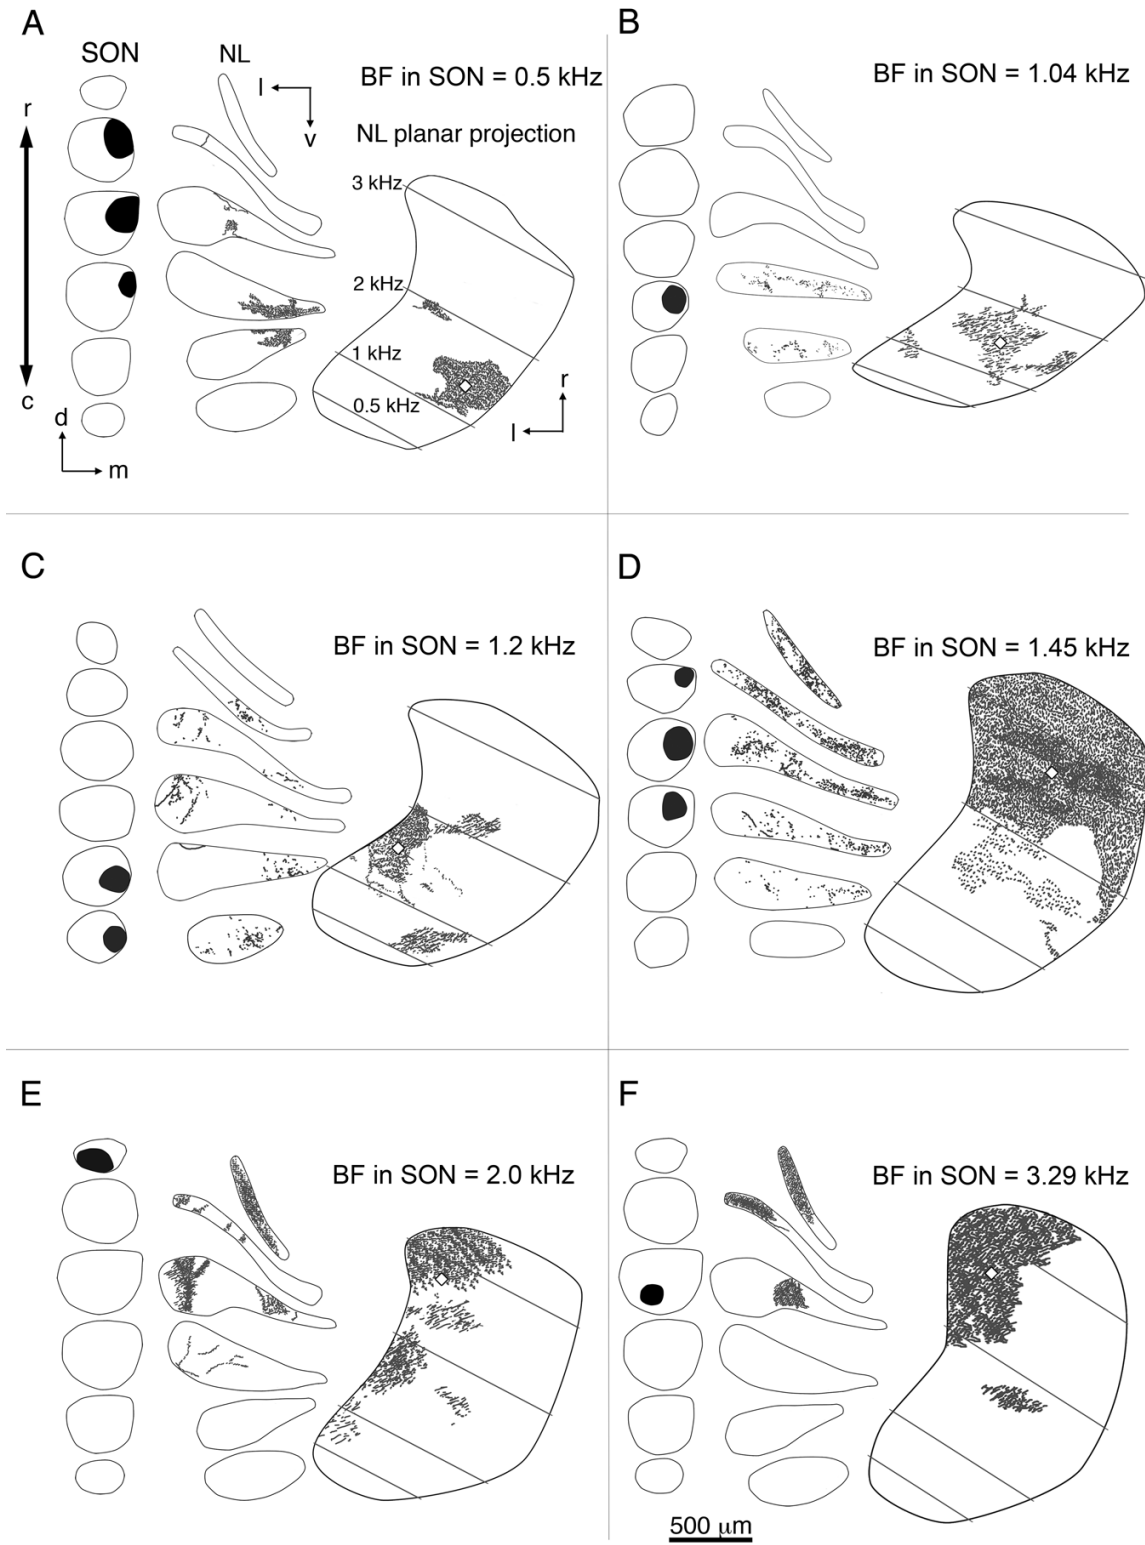 A
SON
NL
BF in SON = 0.5 kHz
l
v
NL planar projection
r
c
3 kHz
2 kHz
1 kHz
0.5 kHz
r
l
d
m
B
BF in SON = 1.04 kHz
C
BF in SON = 1.2 kHz
D
BF in SON = 1.45 kHz
E
BF in SON = 2.0 kHz
F
BF in SON = 3.29 kHz
500 μm